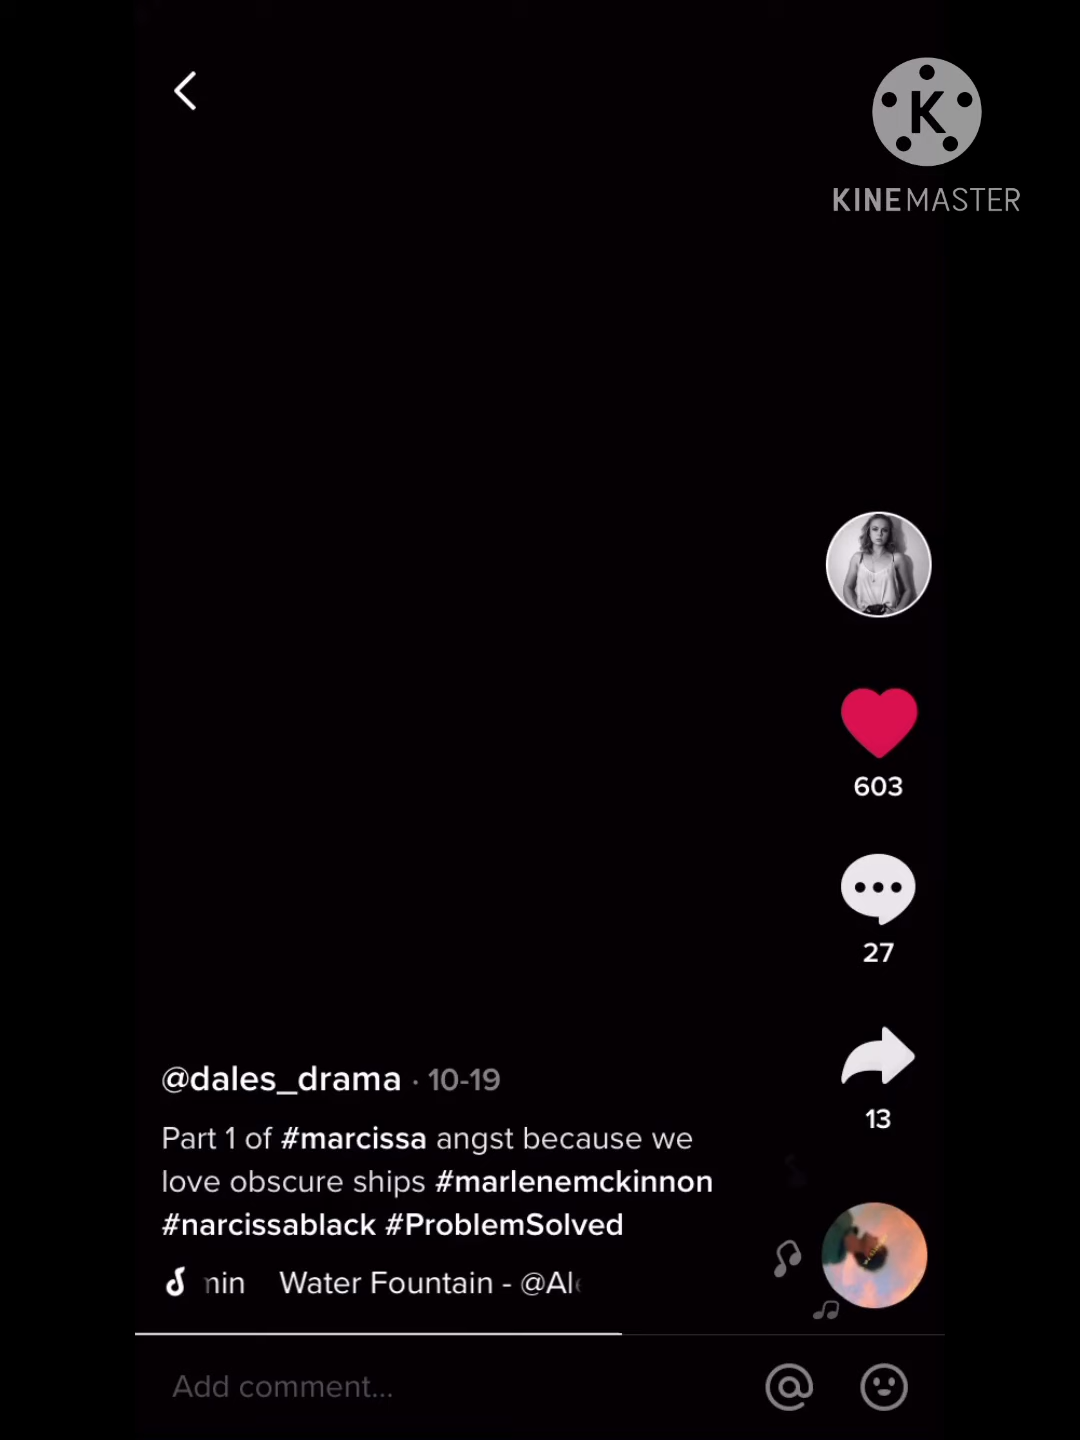 K
KINEMASTER
603
27
13
@dales_drama · 10-19
Part 1 of #marcissa angst because we
love obscure ships #marlenemckinnon
#narcissablack #ProblemSolved
Water Fountain - @Al
Add comment...